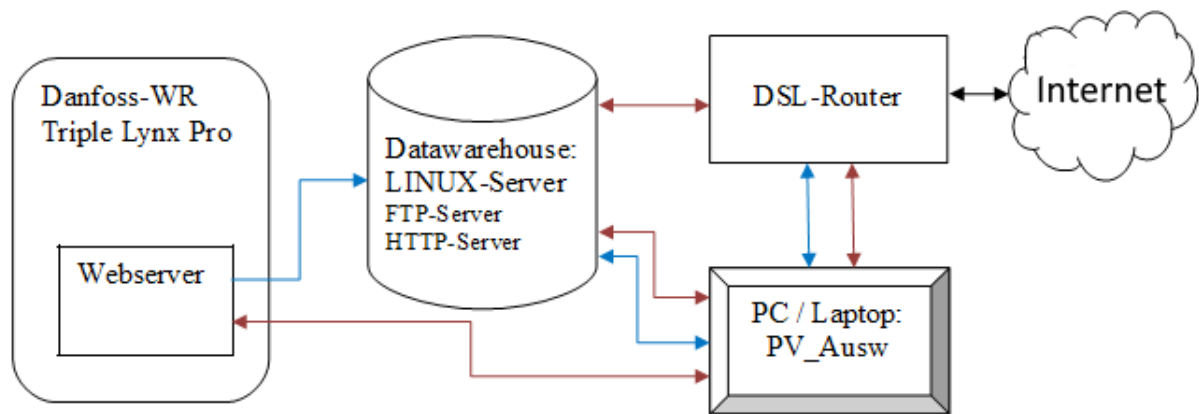 Danfoss-WR
Triple Lynx Pro
Webserver
Datawarehouse:
LINUX-Server
FTP-Server
HTTP-Server
DSL-Router
Internet
PC / Laptop:
PV_Ausw